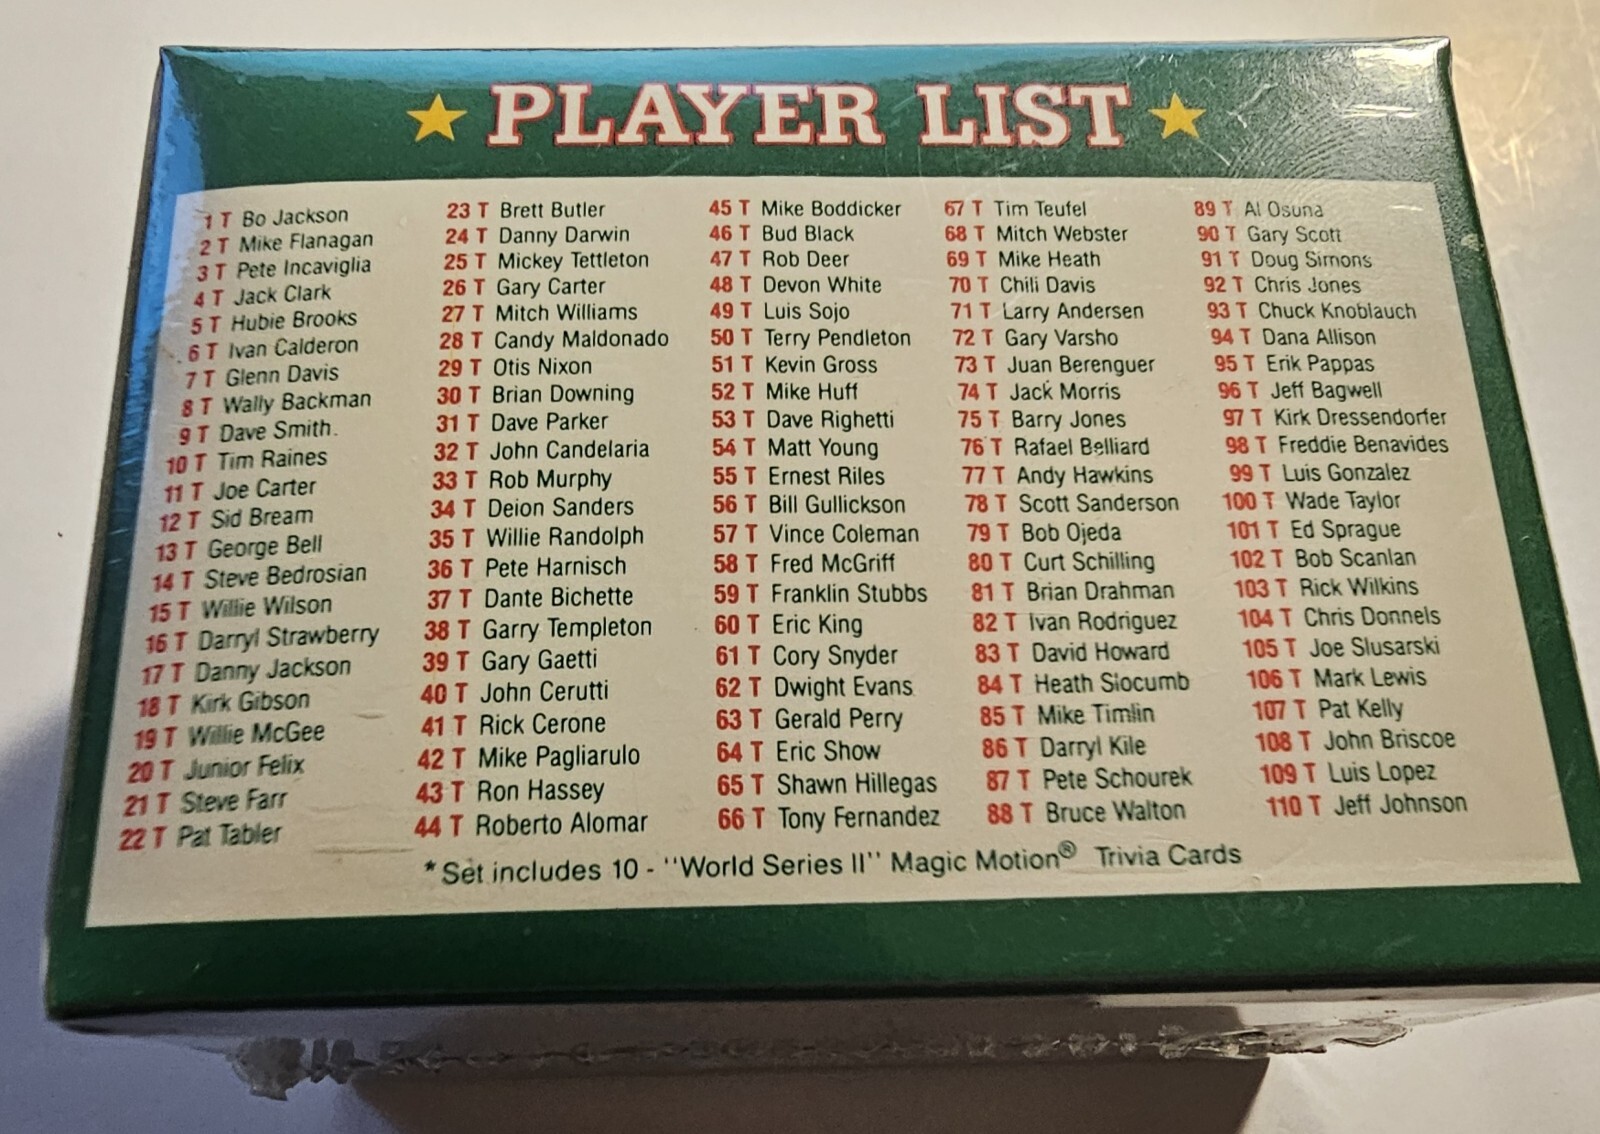 PLAYER LIST
1 T Bo Jackson
2 T Mike Flanagan
3 T Pete Incaviglia
4 T Jack Clark
5 T Hubie Brooks
6 T Ivan Calderon
7 T Glenn Davis
8 T Wally Backman
9 T Dave Smith
10 T Tim Raines
11 T Joe Carter
12 T Sid Bream
13 T George Bell
14 T Steve Bedrosian
15 T Willie Wilson
16 T Darryl Strawberry
17 T Danny Jackson
18 T Kirk Gibson
19 T Willie McGee
20 T Junior Felix
21 T Steve Farr
22 T Pat Tabler
23 T Brett Butler
24 T Danny Darwin
25 T Mickey Tettleton
26 T Gary Carter
27 T Mitch Williams
28 T Candy Maldonado
29 T Otis Nixon
30 T Brian Downing
31 T Dave Parker
32 T John Candelaria
33 T Rob Murphy
34 T Deion Sanders
35 T Willie Randolph
36 T Pete Harnisch
37 T Dante Bichette
38 T Garry Templeton
39 T Gary Gaetti
40 T John Cerutti
41 T Rick Cerone
42 T Mike Pagliarulo
43 T Ron Hassey
44 T Roberto Alomar
45 T Mike Boddicker
46 T Bud Black
47 T Rob Deer
48 T Devon White
49 T Luis Sojo
50 T Terry Pendleton
51 T Kevin Gross
52 T Mike Huff
53 T Dave Righetti
54 T Matt Young
55 T Ernest Riles
56 T Bill Gullickson
57 T Vince Coleman
58 T Fred McGriff
59 T Franklin Stubbs
60 T Eric King
61 T Cory Snyder
62 T Dwight Evans
63 T Gerald Perry
64 T Eric Show
65 T Shawn Hillegas
66 T Tony Fernandez
67 T Tim Teufel
68 T Mitch Webster
69 T Mike Heath
70 T Chili Davis
71 T Larry Andersen
72 T Gary Varsho
73 T Juan Berenguer
74 T Jack Morris
75 T Barry Jones
76 T Rafael Belliard
77 T Andy Hawkins
78 T Scott Sanderson
79 T Bob Ojeda
80 T Curt Schilling
81 T Brian Drahman
82 T Ivan Rodriguez
83 T David Howard
84 T Heath Slocumb
85 T Mike Timlin
86 T Darryl Kile
87 T Pete Schourek
88 T Bruce Walton
89 T Al Osuna
90 T Gary Scott
91 T Doug Simons
92 T Chris Jones
93 T Chuck Knoblauch
94 T Dana Allison
95 T Erik Pappas
96 T Jeff Bagwell
97 T Kirk Dressendorfer
98 T Freddie Benavides
99 T Luis Gonzalez
100 T Wade Taylor
101 T Ed Sprague
102 T Bob Scanlan
103 T Rick Wilkins
104 T Chris Donnels
105 T Joe Slusarski
106 T Mark Lewis
107 T Pat Kelly
108 T John Briscoe
109 T Luis Lopez
110 T Jeff Johnson
*Set includes 10 - "World Series II" Magic Motion® Trivia Cards